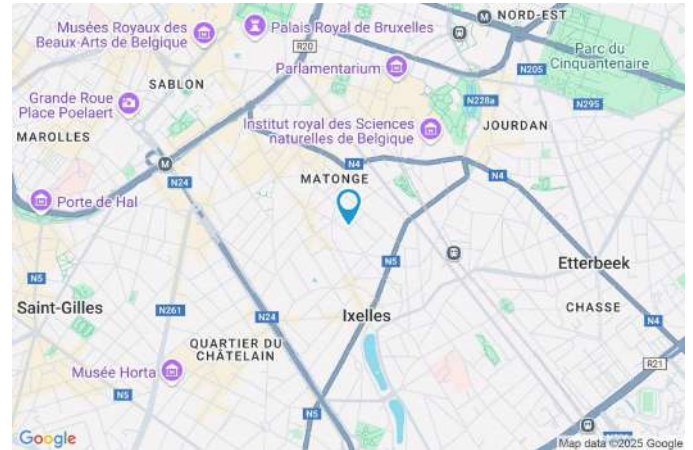 Musées Royaux des
Beaux-Arts de Belgique
Palais Royal de Bruxelles
NORD-EST
M
R20
Parc du
Cinquantenaire
Parlamentarium
N205
SABLON
Grande Roue
Place Poelaert
N228a
N295
Institut royal des Sciences
naturelles de Belgique
JOURDAN
MAROLLES
M
N4
N24
MATONGE
N4
Porte de Hal
N5
Etterbeek
N5
Saint-Gilles
N261
N24
Ixelles
CHASSE
N4
QUARTIER DU
CHÂTELAIN
R21
Musée Horta
N5
Google
Map data ©2025 Google